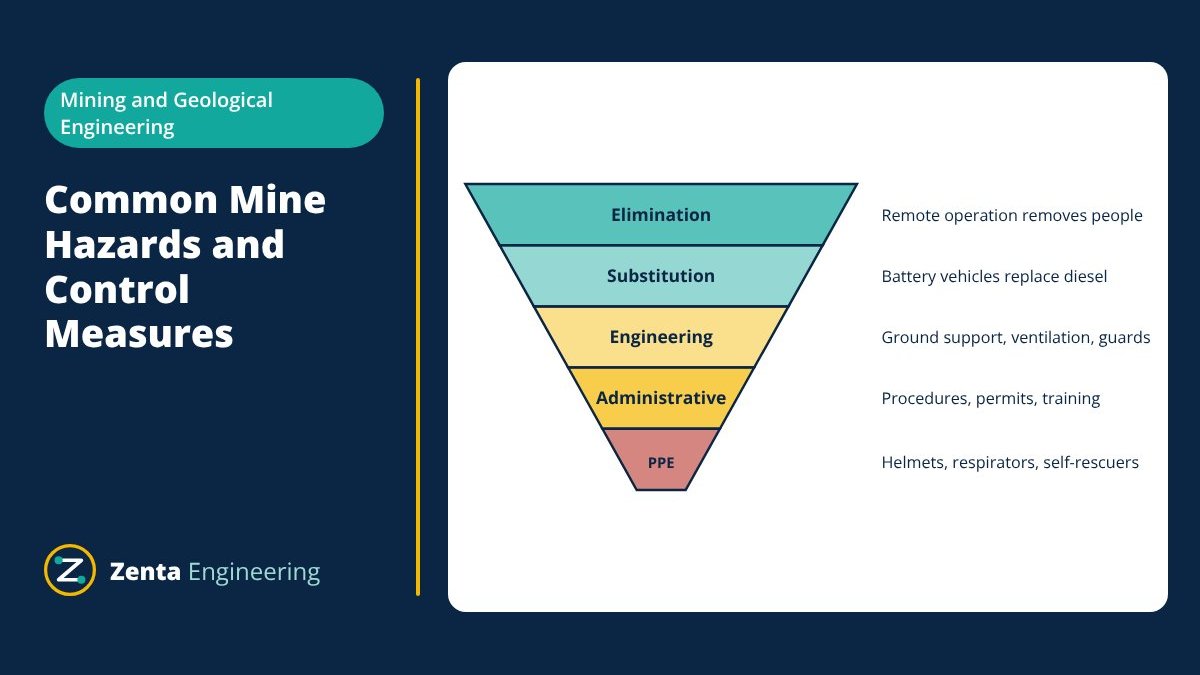 Mining and Geological
Engineering
Common Mine
Hazards and
Control
Measures
Zenta Engineering
Elimination
Remote operation removes people
Substitution
Battery vehicles replace diesel
Engineering
Ground support, ventilation, guards
Administrative
Procedures, permits, training
PPE
Helmets, respirators, self-rescuers